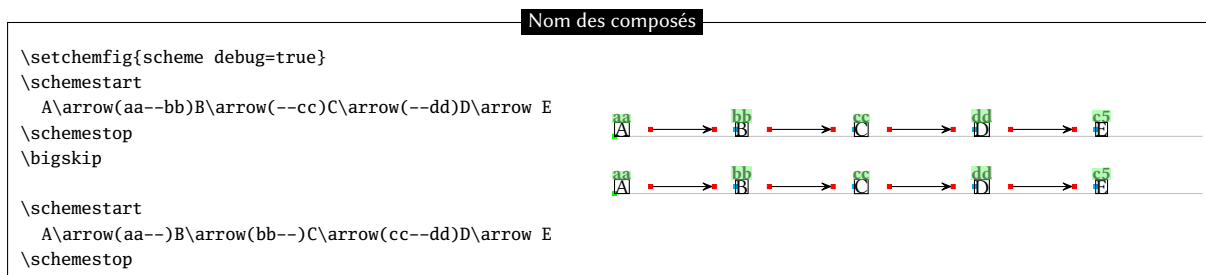 Nom des composés
\setchemfig{scheme debug=true}
\schemestart
  A\arrow(aa--bb)B\arrow(--cc)C\arrow(--dd)D\arrow E
\schemestop
\bigskip

\schemestart
  A\arrow(aa--)B\arrow(bb--)C\arrow(cc--dd)D\arrow E
\schemestop
aa bb cc dd c5
A B C D E
aa bb cc dd c5
A B C D E